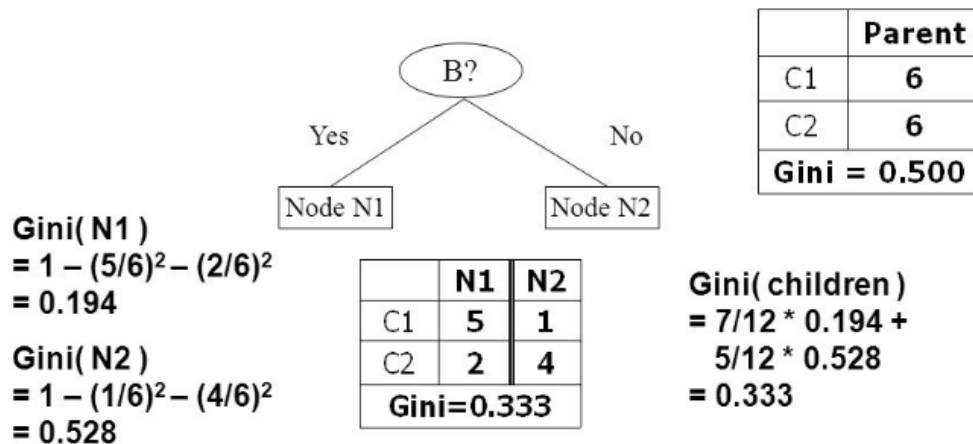 B?
Yes
No
Node N1
Node N2
Parent
C1 6
C2 6
Gini = 0.500
Gini( N1 )
= 1 – (5/6)² – (2/6)²
= 0.194
Gini( N2 )
= 1 – (1/6)² – (4/6)²
= 0.528
N1 N2
C1 5 1
C2 2 4
Gini=0.333
Gini( children )
= 7/12 * 0.194 +
5/12 * 0.528
= 0.333